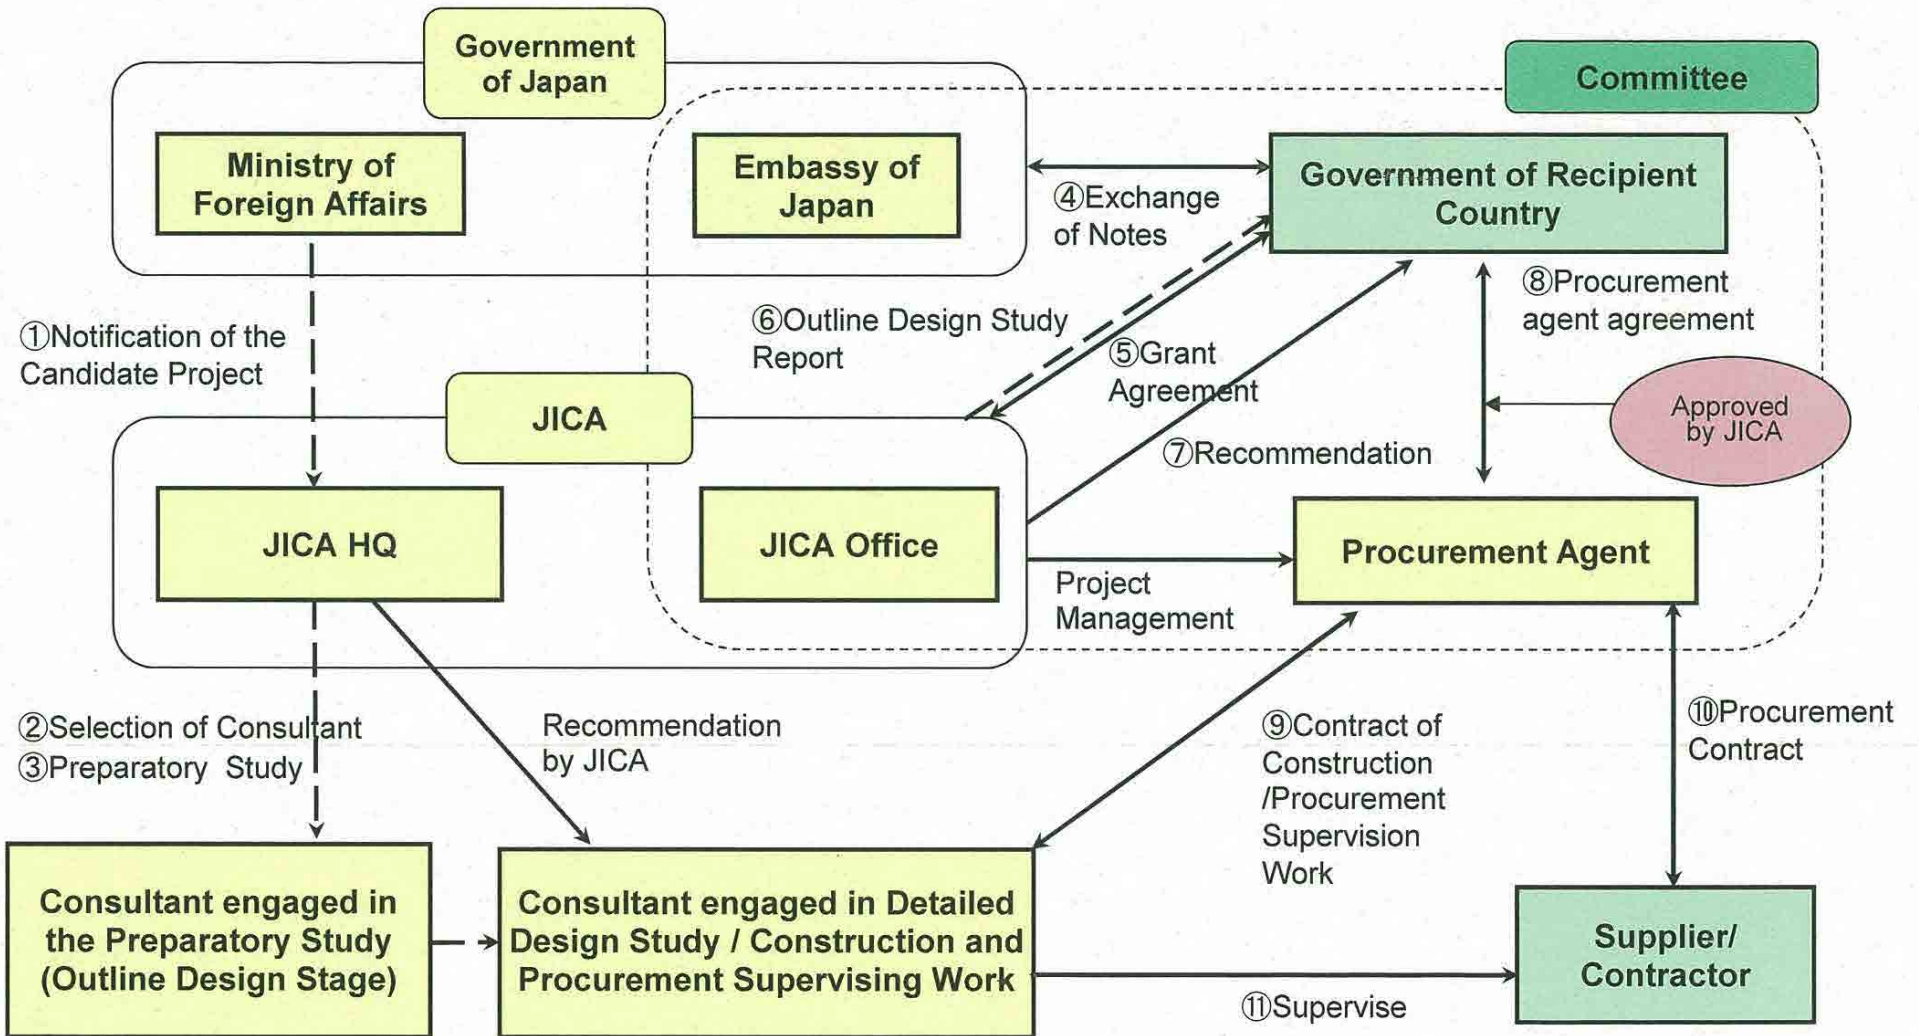 Government
of Japan
Committee
Ministry of
Foreign Affairs
Embassy of
Japan
Government of Recipient
Country
④Exchange
of Notes
①Notification of the
Candidate Project
⑥Outline Design Study
Report
⑤Grant
Agreement
⑧Procurement
agent agreement
Approved
by JICA
JICA
⑦Recommendation
JICA HQ
JICA Office
Procurement Agent
Project
Management
②Selection of Consultant
③Preparatory Study
Recommendation
by JICA
⑨Contract of
Construction
/Procurement
Supervision
Work
⑩Procurement
Contract
Consultant engaged in
the Preparatory Study
(Outline Design Stage)
Consultant engaged in Detailed
Design Study / Construction and
Procurement Supervising Work
Supplier/
Contractor
⑪Supervise